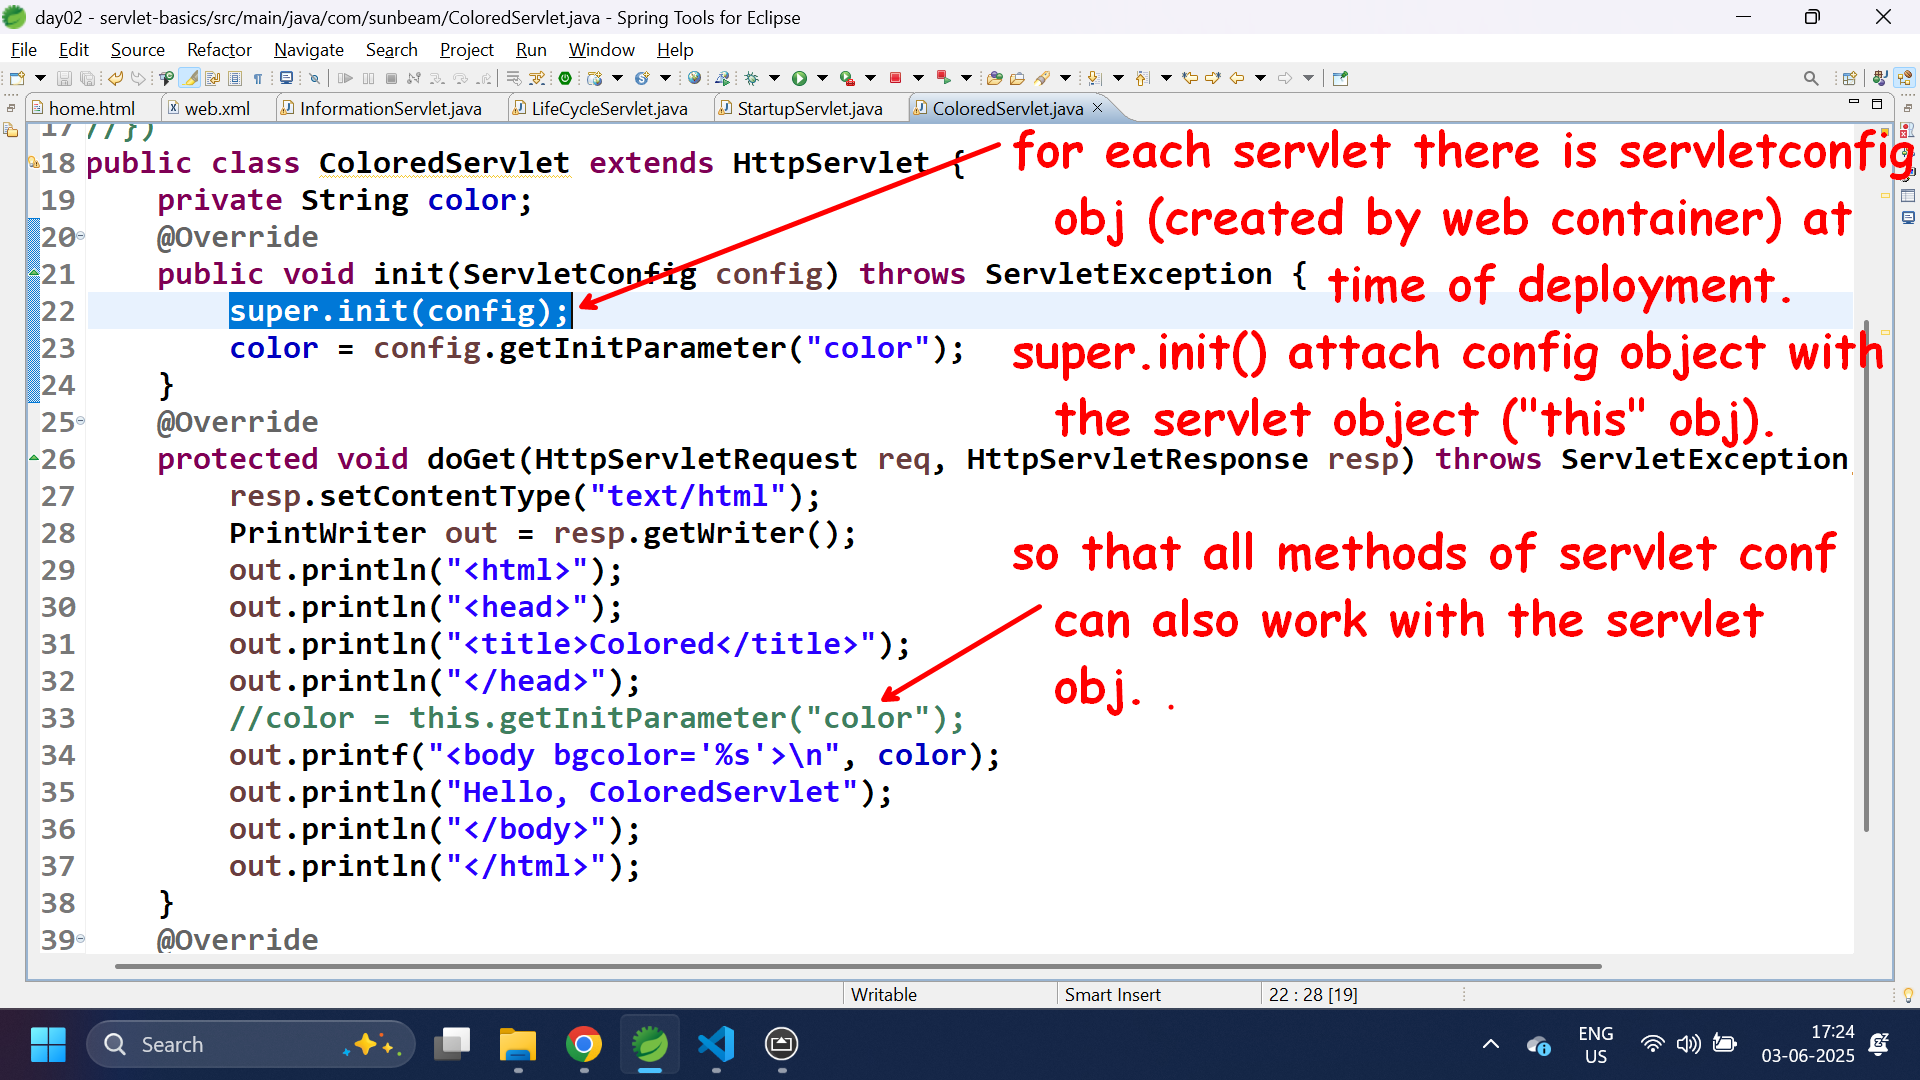 day02 - servlet-basics/src/main/java/com/sunbeam/ColoredServlet.java - Spring Tools for Eclipse
File Edit Source Refactor Navigate Search Project Run Window Help
home.html web.xml InformationServlet.java LifeCycleServlet.java StartupServlet.java ColoredServlet.java
17 //})
18 public class ColoredServlet extends HttpServlet {
19 private String color;
20 @Override
21 public void init(ServletConfig config) throws ServletException {
22 super.init(config);
23 color = config.getInitParameter("color");
24 }
25 @Override
26 protected void doGet(HttpServletRequest req, HttpServletResponse resp) throws ServletException,
27 resp.setContentType("text/html");
28 PrintWriter out = resp.getWriter();
29 out.println("<html>");
30 out.println("<head>");
31 out.println("<title>Colored</title>");
32 out.println("</head>");
33 //color = this.getInitParameter("color");
34 out.printf("<body bgcolor='%s'>\n", color);
35 out.println("Hello, ColoredServlet");
36 out.println("</body>");
37 out.println("</html>");
38 }
39 @Override
for each servlet there is servletconfig
obj (created by web container) at
time of deployment.
super.init() attach config object with
the servlet object ("this" obj).
so that all methods of servlet conf
can also work with the servlet
obj. .
Writable Smart Insert 22 : 28 [19]
Search
ENG
US
17:24
03-06-2025